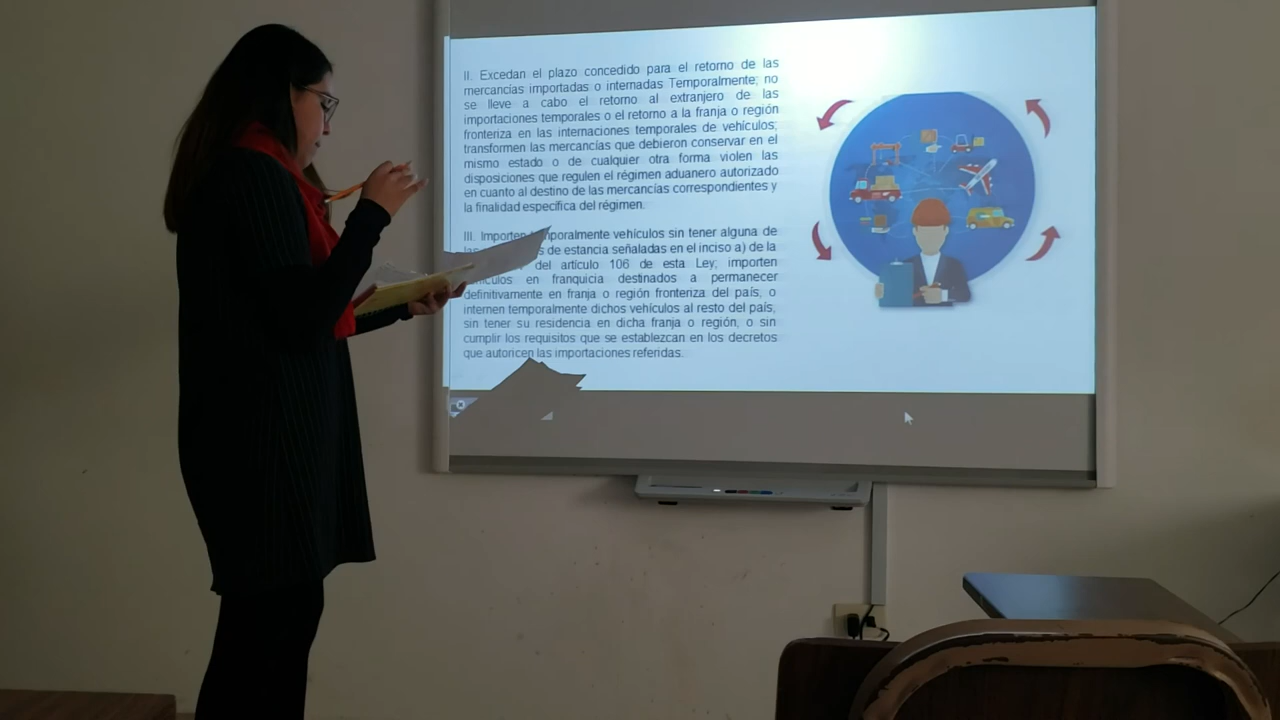 II. Excedan el plazo concedido para el retorno de las
mercancías importadas o internadas Temporalmente; no
se lleve a cabo el retorno al extranjero de las
importaciones temporales o el retorno a la franja o región
fronteriza en las internaciones temporales de vehículos;
transformen las mercancías que debieron conservar en el
mismo estado o de cualquier otra forma violen las
disposiciones que regulen el régimen aduanero autorizado
en cuanto al destino de las mercancías correspondientes y
la finalidad específica del régimen.
III. Importen temporalmente vehículos sin tener alguna de
de estancia señaladas en el inciso a) de la
del artículo 106 de esta Ley; importen
vehículos en franquicia destinados a permanecer
definitivamente en franja o región fronteriza del país, o
internen temporalmente dichos vehículos al resto del país,
sin tener su residencia en dicha franja o región, o sin
cumplir los requisitos que se establezcan en los decretos
que autoricen las importaciones referidas.